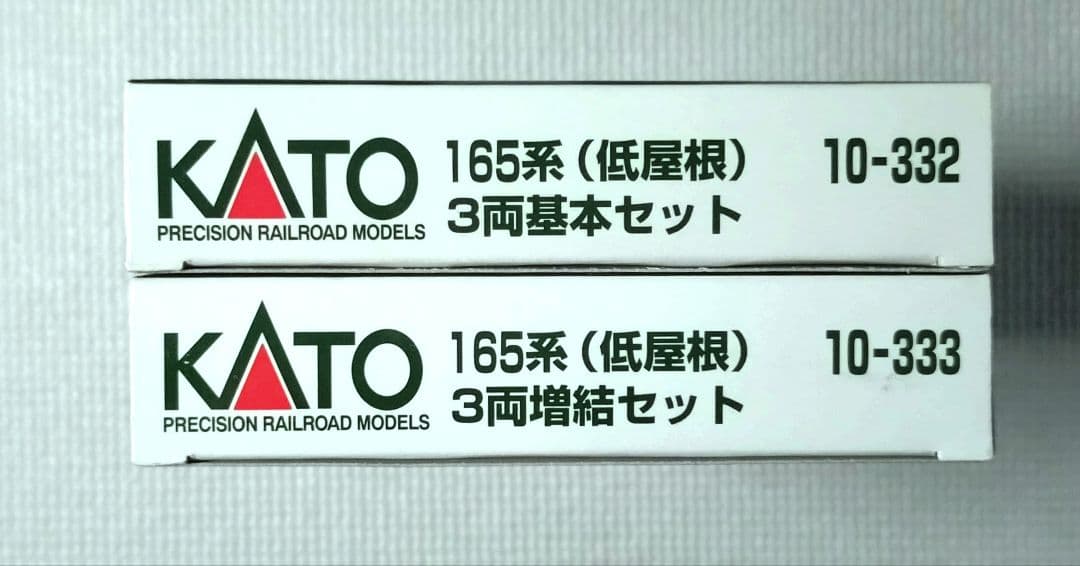 KATO
PRECISION RAILROAD MODELS
165系(低屋根)
3両基本セット
10-332
KATO
PRECISION RAILROAD MODELS
165系(低屋根)
3両増結セット
10-333